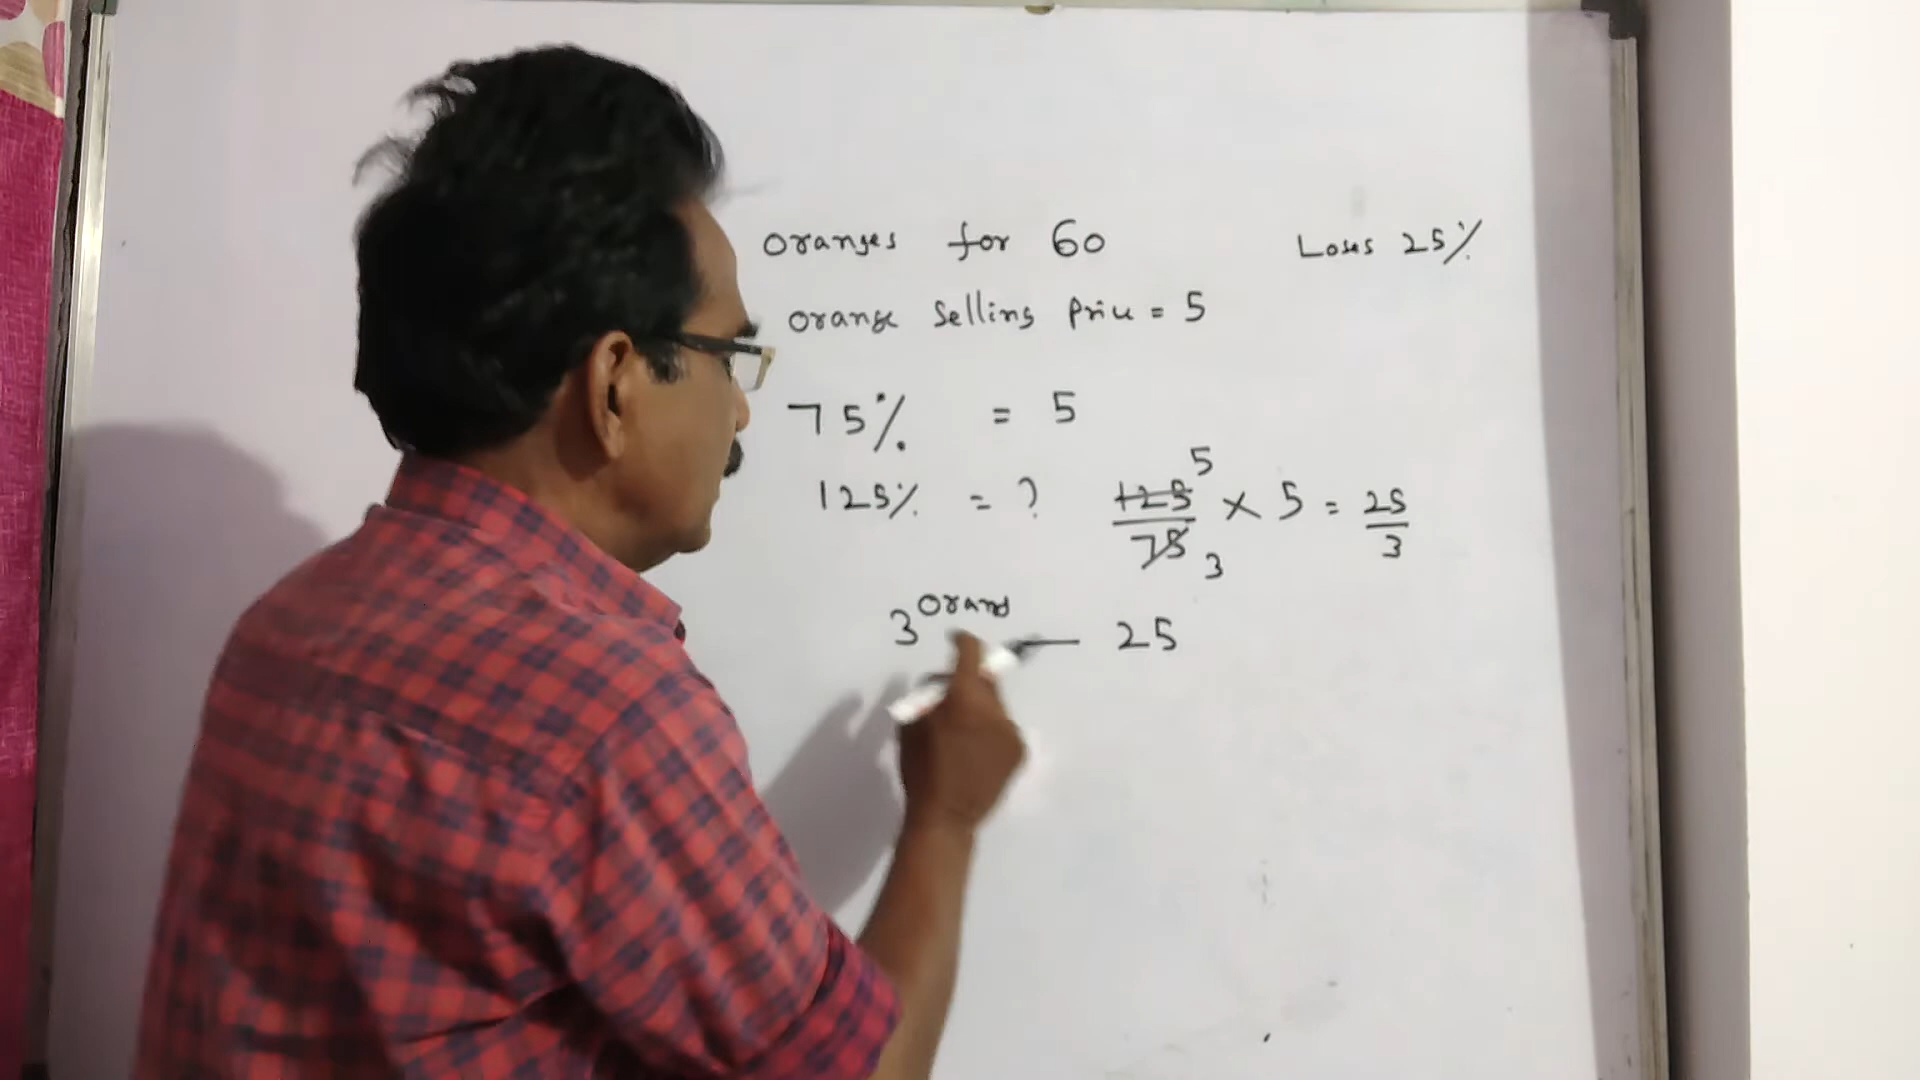 oranges for 60 Loses 25%
orange selling price = 5
75% = 5
125% = ? 125/75 5 3 × 5 = 25/3
3 orang — 25